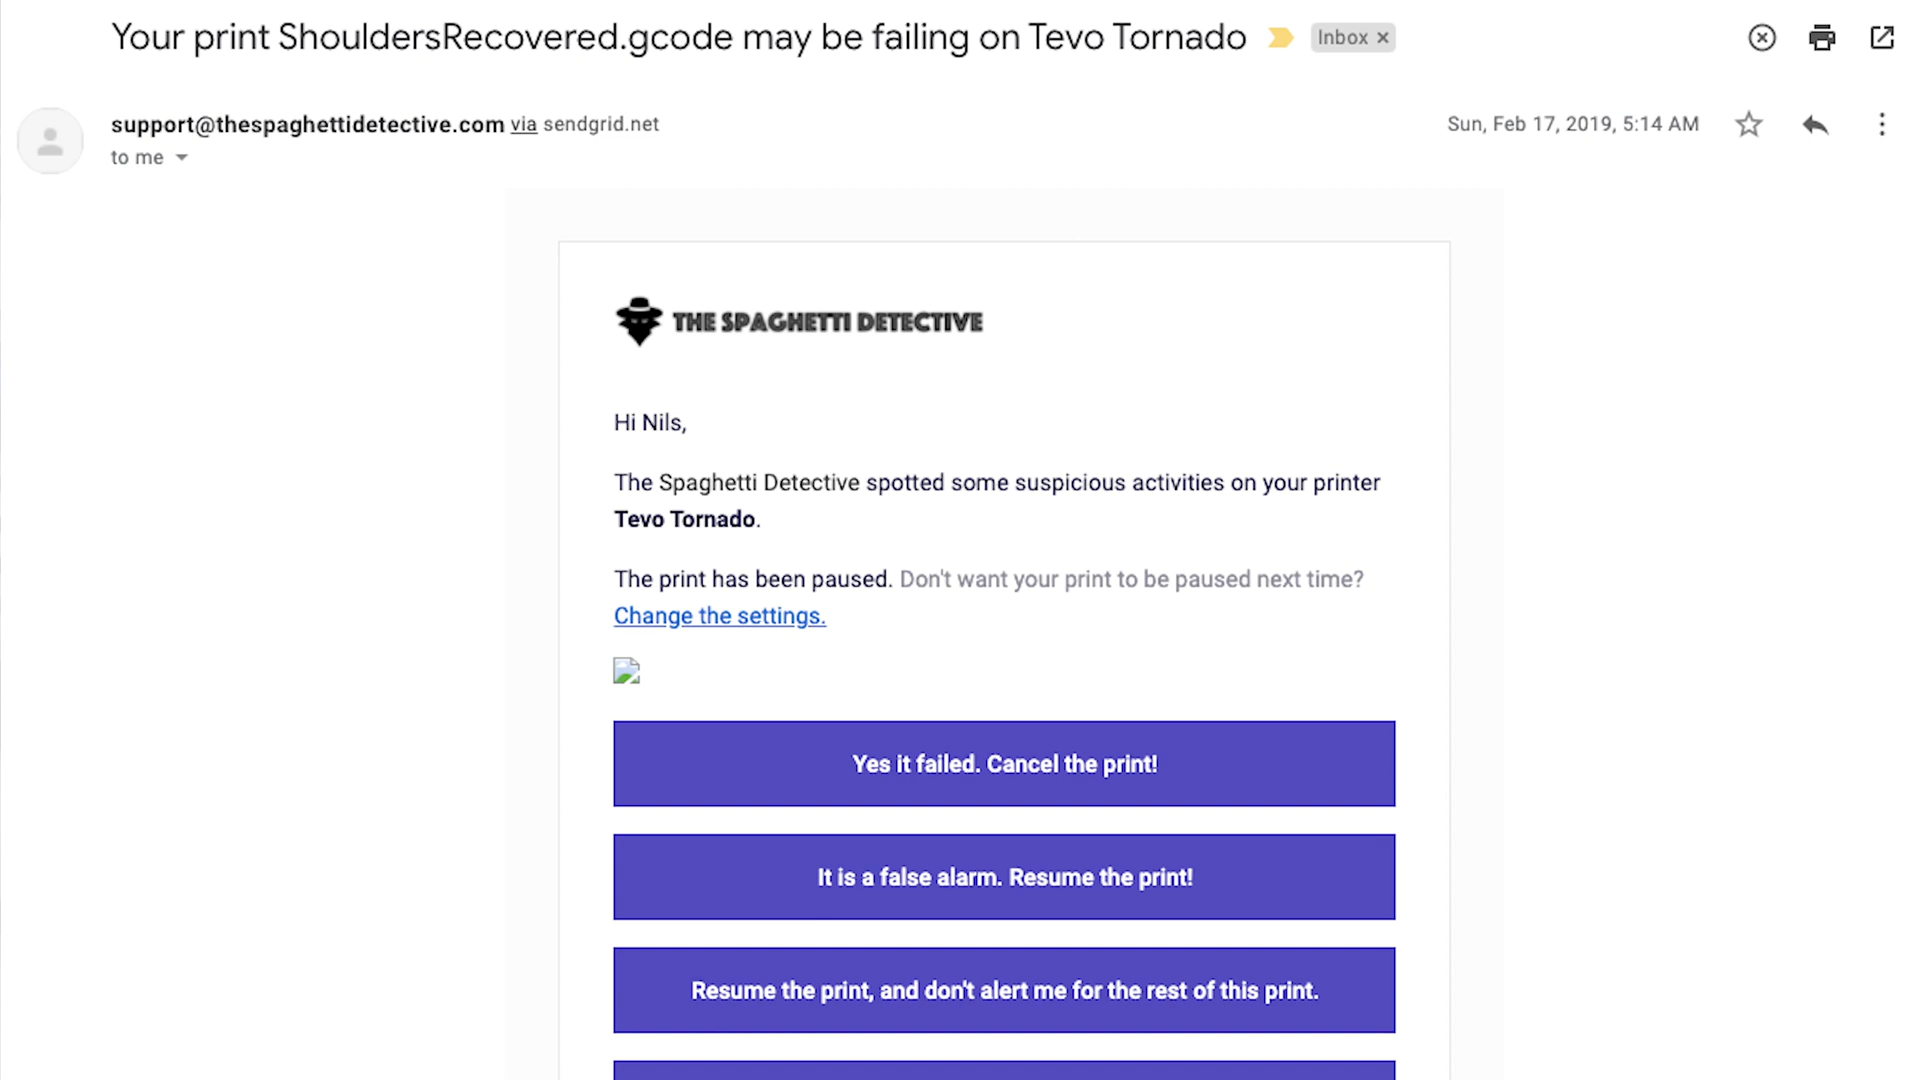 Your print ShouldersRecovered.gcode may be failing on Tevo Tornado Inbox ×
support@thespaghettidetective.com via sendgrid.net Sun, Feb 17, 2019, 5:14 AM
to me
THE SPAGHETTI DETECTIVE
Hi Nils,
The Spaghetti Detective spotted some suspicious activities on your printer
Tevo Tornado.
The print has been paused. Don't want your print to be paused next time?
Change the settings.
Yes it failed. Cancel the print!
It is a false alarm. Resume the print!
Resume the print, and don't alert me for the rest of this print.